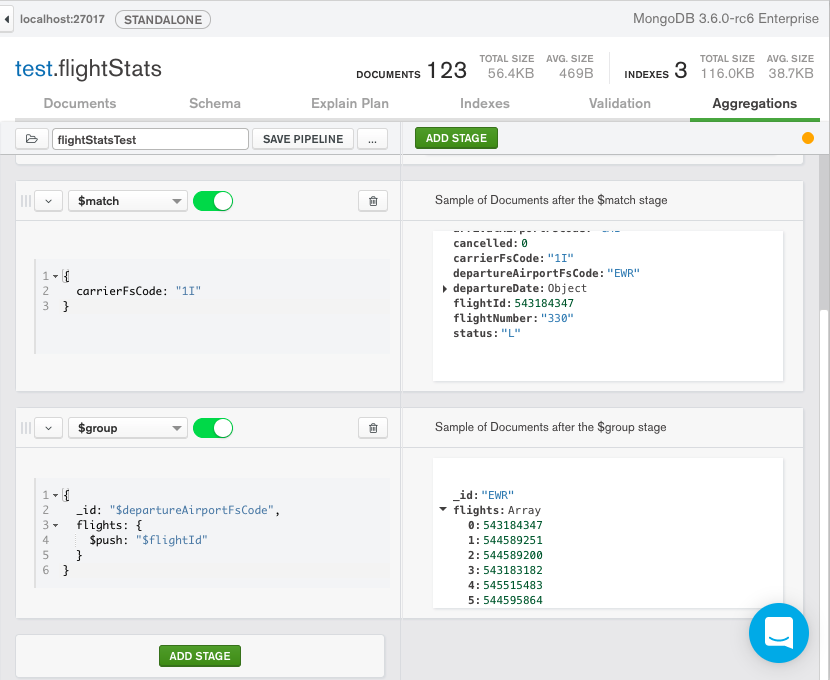 localhost:27017 STANDALONE MongoDB 3.6.0-rc6 Enterprise
test.flightStats
DOCUMENTS 123 TOTAL SIZE 56.4KB AVG. SIZE 469B INDEXES 3 TOTAL SIZE 116.0KB AVG. SIZE 38.7KB
Documents Schema Explain Plan Indexes Validation Aggregations
flightStatsTest SAVE PIPELINE ... ADD STAGE
$match
Sample of Documents after the $match stage
1 {
2 carrierFsCode: "1I"
3 }
cancelled: 0
carrierFsCode: "1I"
departureAirportFsCode: "EWR"
departureDate: Object
flightId: 543184347
flightNumber: "330"
status: "L"
$group
Sample of Documents after the $group stage
1 {
2 _id: "$departureAirportFsCode",
3 flights: {
4 $push: "$flightId"
5 }
6 }
_id: "EWR"
flights: Array
0: 543184347
1: 544589251
2: 544589200
3: 543183182
4: 545515483
5: 544595864
ADD STAGE